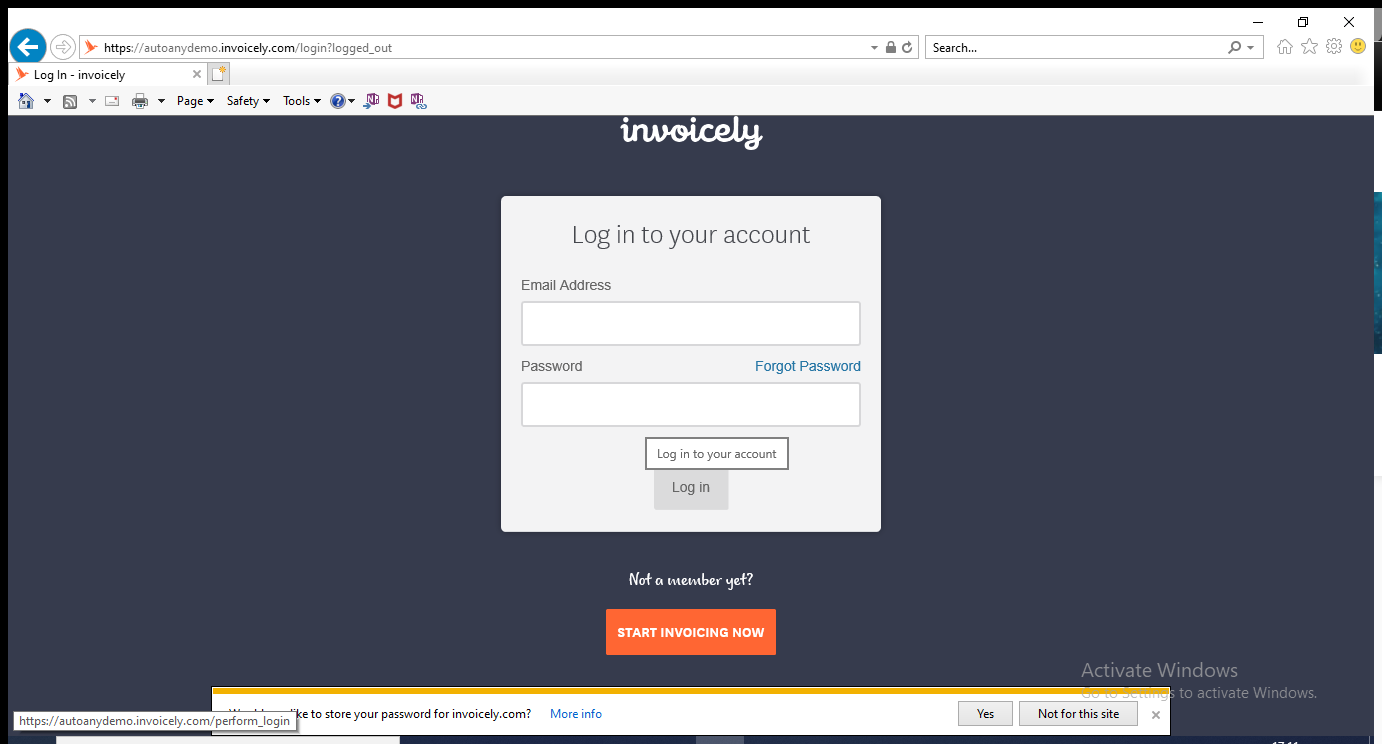 https://autoanydemo.invoicely.com/login?logged_out
Search...
Log In - invoicely
Page
Safety
Tools
invoicely
Log in to your account
Email Address
Password
Forgot Password
Log in to your account
Log in
Not a member yet?
START INVOICING NOW
Activate Windows
Go to Settings to activate Windows.
like to store your password for invoicely.com?
More info
Yes
Not for this site
https://autoanydemo.invoicely.com/perform_login